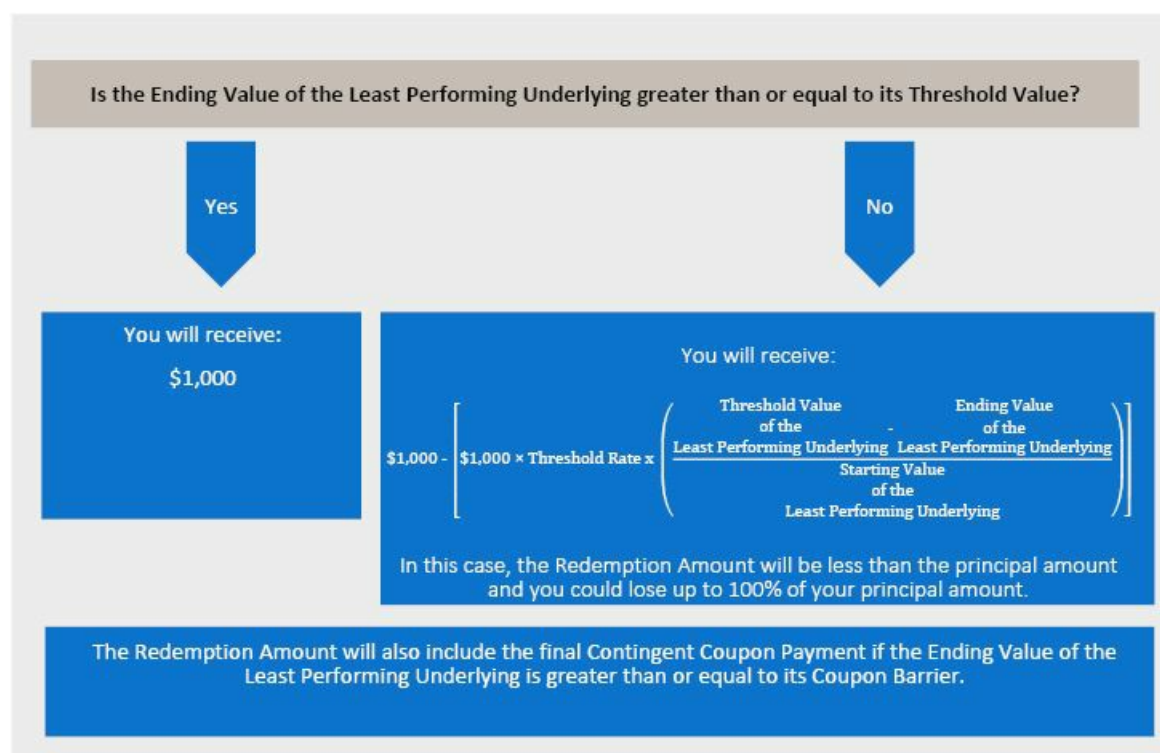 Is the Ending Value of the Least Performing Underlying greater than or equal to its Threshold Value?
Yes
No
You will receive:
$1,000
You will receive:
$1,000 - [$1,000 × Threshold Rate x (
Threshold Value
of the
Least Performing Underlying
-
Ending Value
of the
Least Performing Underlying
Starting Value
of the
Least Performing Underlying
)]
In this case, the Redemption Amount will be less than the principal amount
and you could lose up to 100% of your principal amount.
The Redemption Amount will also include the final Contingent Coupon Payment if the Ending Value of the
Least Performing Underlying is greater than or equal to its Coupon Barrier.